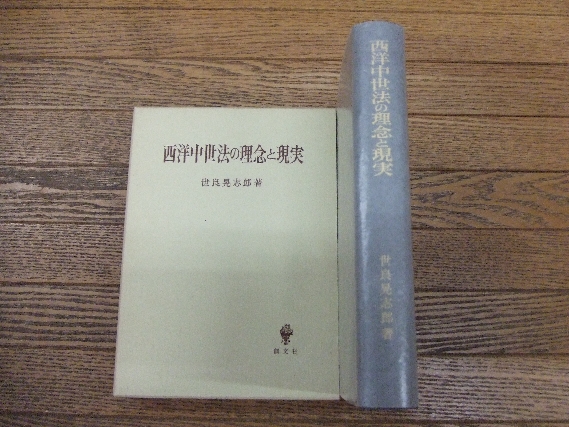 西洋中世法の理念と現実
世良晃志郎著
創文社
西洋中世法の理念と現実
世良晃志郎著